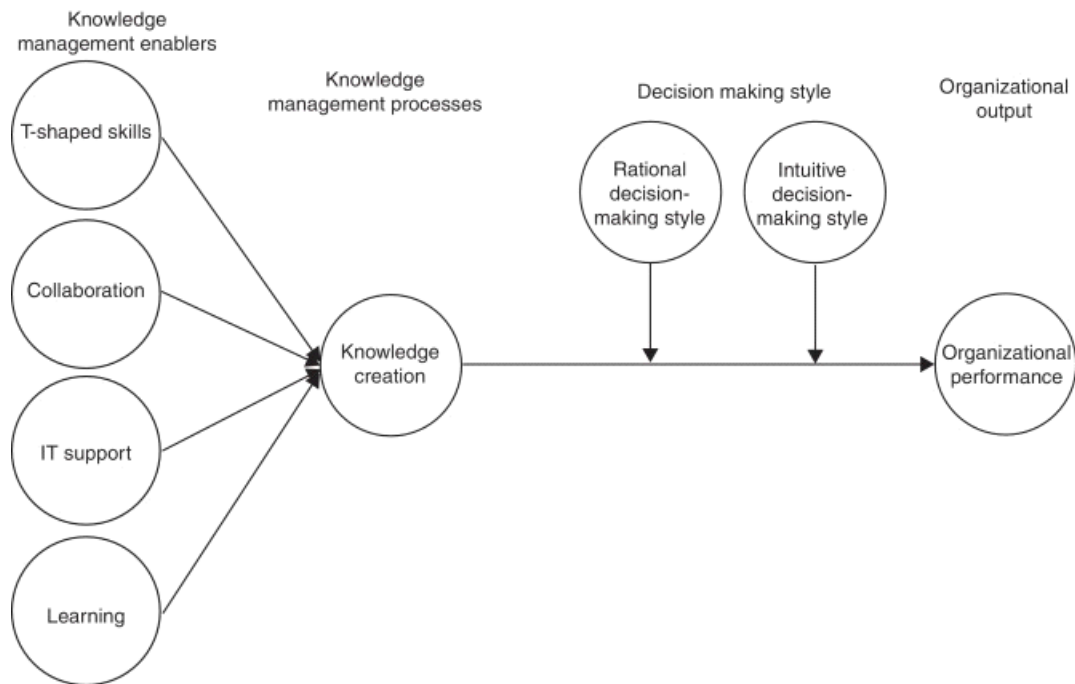 Knowledge
management enablers
T-shaped skills
Collaboration
IT support
Learning
Knowledge
management processes
Knowledge
creation
Decision making style
Rational
decision-
making style
Intuitive
decision-
making style
Organizational
output
Organizational
performance